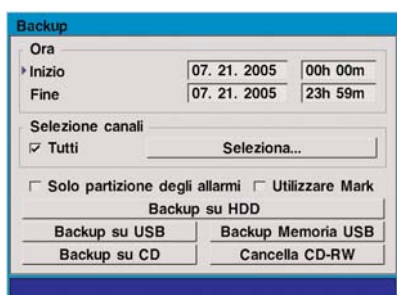 Backup
Ora
Inizio 07. 21. 2005 00h 00m
Fine 07. 21. 2005 23h 59m
Selezione canali
Tutti Seleziona...
Solo partizione degli allarmi Utilizzare Mark
Backup su HDD
Backup su USB Backup Memoria USB
Backup su CD Cancella CD-RW